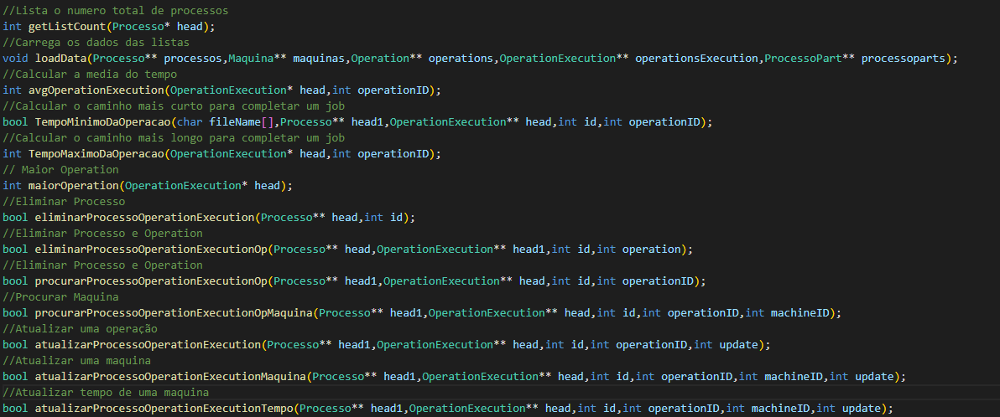 //Lista o numero total de processos
int getListCount(Processo* head);
//Carrega os dados das listas
void loadData(Processo** processos,Maquina** maquinas,Operation** operations,OperationExecution** operationsExecution,ProcessoPart** processoparts);
//Calcular a media do tempo
int avgOperationExecution(OperationExecution* head,int operationID);
//Calcular o caminho mais curto para completar um job
bool TempoMinimoDaOperacao(char fileName[],Processo** head1,OperationExecution** head,int id,int operationID);
//Calcular o caminho mais longo para completar um job
int TempoMaximoDaOperacao(OperationExecution* head,int operationID);
// Maior Operation
int maiorOperation(OperationExecution* head);
//Eliminar Processo
bool eliminarProcessoOperationExecution(Processo** head,int id);
//Eliminar Processo e Operation
bool eliminarProcessoOperationExecutionOp(Processo** head,OperationExecution** head1,int id,int operation);
//Eliminar Processo e Operation
bool procurarProcessoOperationExecutionOp(Processo** head1,OperationExecution** head,int id,int operationID);
//Procurar Maquina
bool procurarProcessoOperationExecutionOpMaquina(Processo** head1,OperationExecution** head,int id,int operationID,int machineID);
//Atualizar uma operação
bool atualizarProcessoOperationExecution(Processo** head1,OperationExecution** head,int id,int operationID,int update);
//Atualizar uma maquina
bool atualizarProcessoOperationExecutionMaquina(Processo** head1,OperationExecution** head,int id,int operationID,int machineID,int update);
//Atualizar tempo de uma maquina
bool atualizarProcessoOperationExecutionTempo(Processo** head1,OperationExecution** head,int id,int operationID,int machineID,int update);